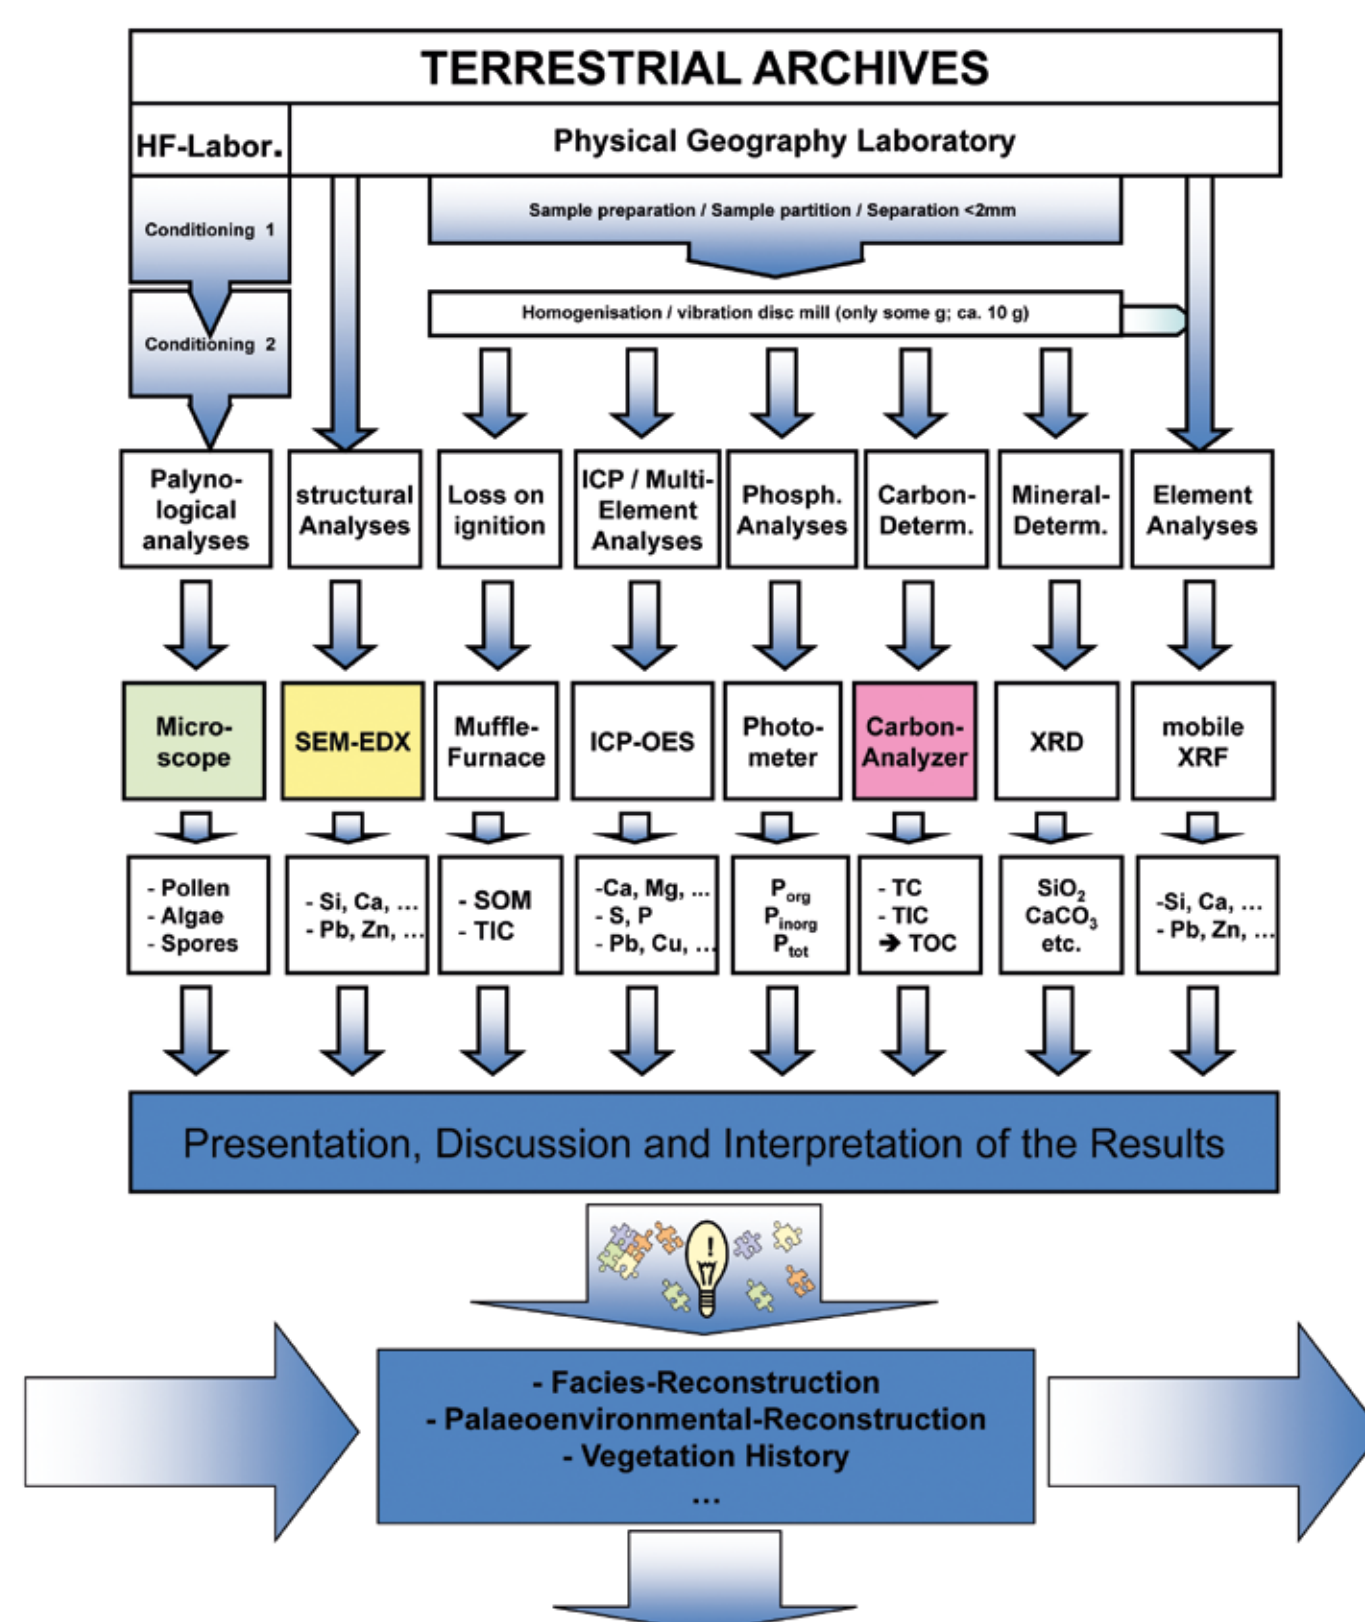 TERRESTRIAL ARCHIVES
HF-Labor.
Physical Geography Laboratory
Conditioning 1
Sample preparation / Sample partition / Separation <2mm
Homogenisation / vibration disc mill (only some g; ca. 10 g)
Conditioning 2
Palyno-
logical
analyses
structural
Analyses
Loss on
ignition
ICP / Multi-
Element
Analyses
Phosph.
Analyses
Carbon-
Determ.
Mineral-
Determ.
Element
Analyses
Micro-
scope
SEM-EDX
Muffle-
Furnace
ICP-OES
Photo-
meter
Carbon-
Analyzer
XRD
mobile
XRF
- Pollen
- Algae
- Spores
- Si, Ca, ...
- Pb, Zn, ...
- SOM
- TIC
-Ca, Mg, ...
- S, P
- Pb, Cu, ...
Porg
Pinorg
Ptot
- TC
- TIC
➔ TOC
SiO2
CaCO3
etc.
-Si, Ca, ...
- Pb, Zn, ...
Presentation, Discussion and Interpretation of the Results
!
- Facies-Reconstruction
- Palaeoenvironmental-Reconstruction
- Vegetation History
...